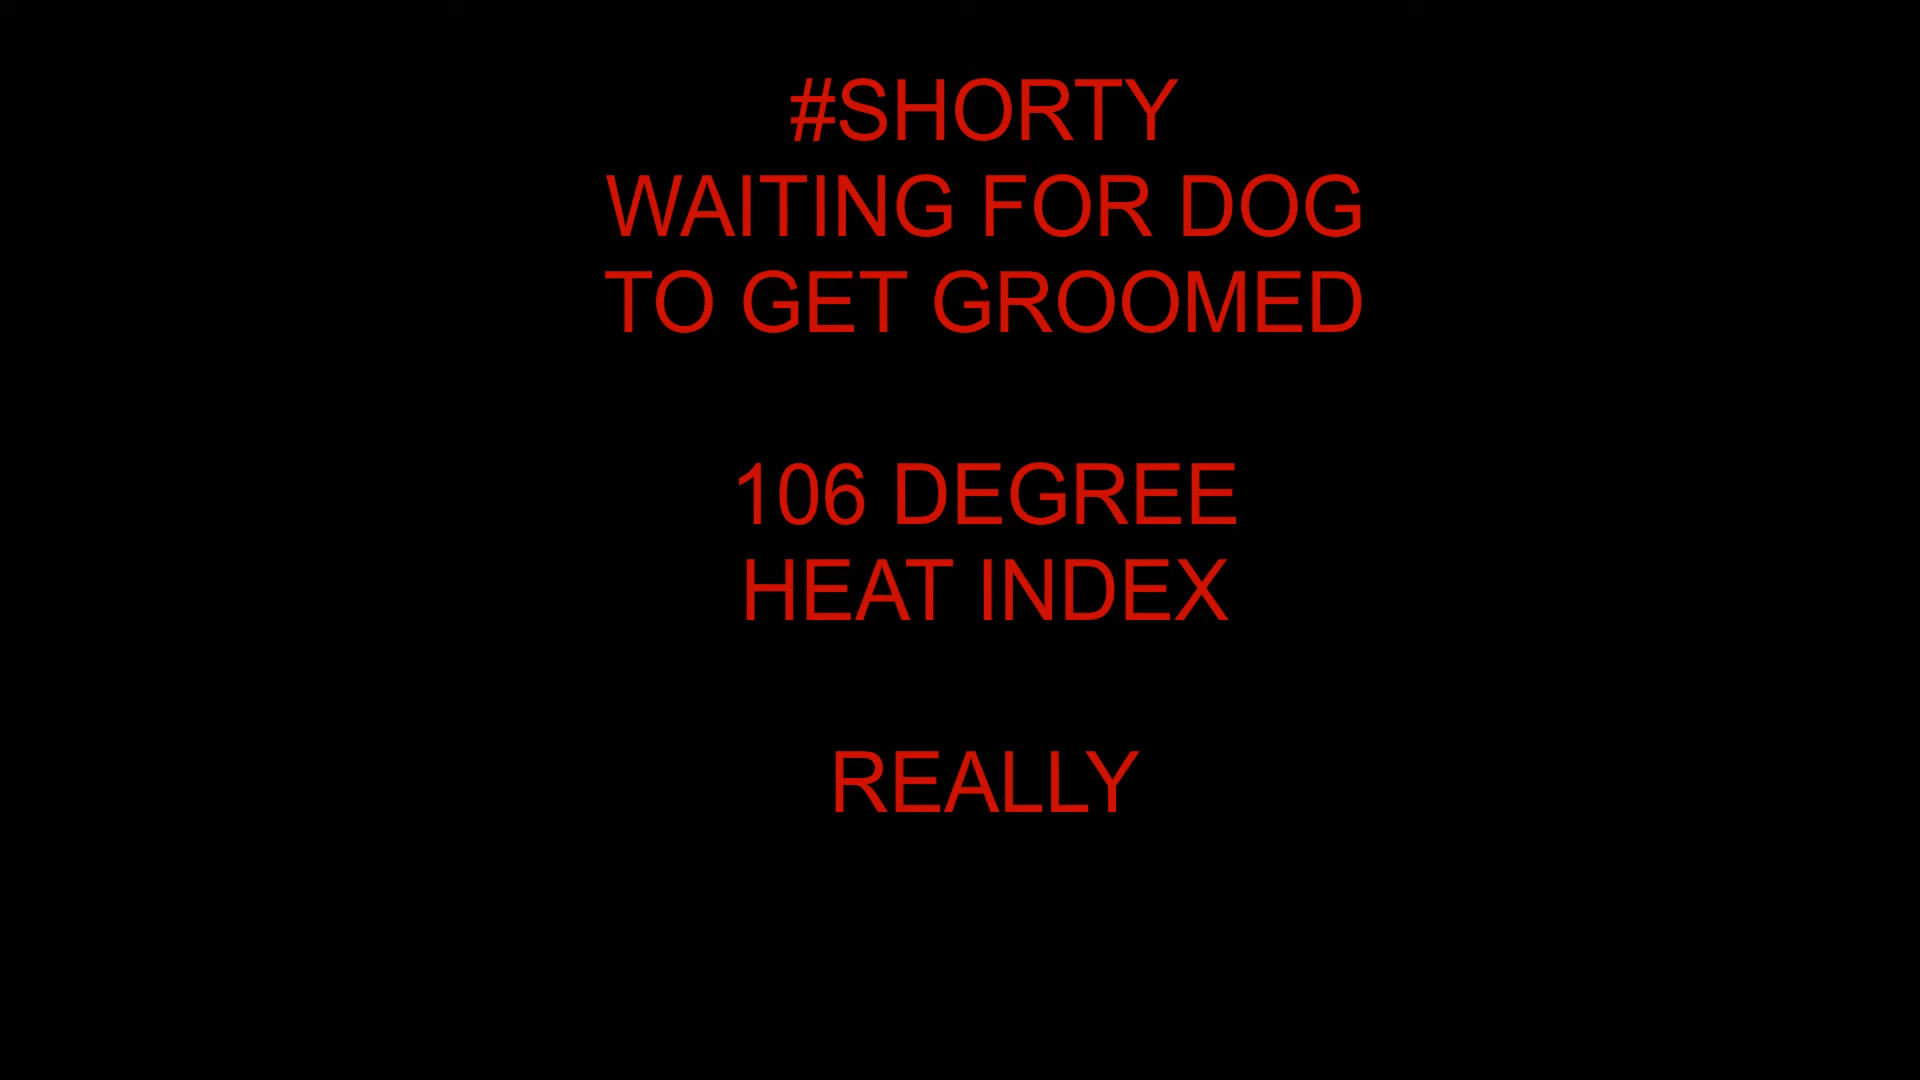 #SHORTY
WAITING FOR DOG
TO GET GROOMED
106 DEGREE
HEAT INDEX
REALLY